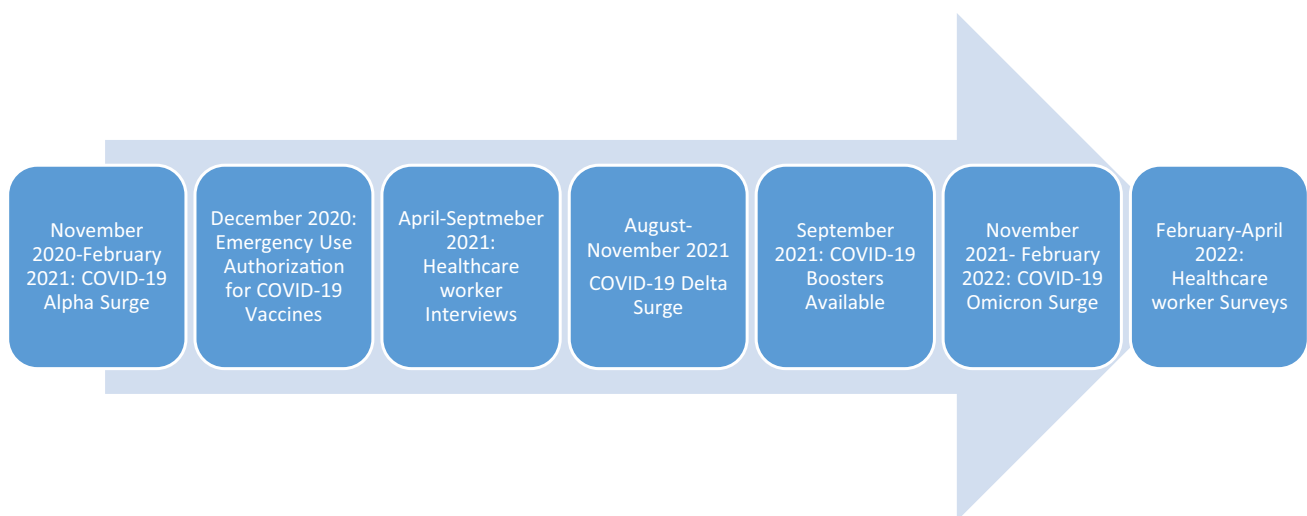 November
2020-February
2021: COVID-19
Alpha Surge
December 2020:
Emergency Use
Authorization
for COVID-19
Vaccines
April-Septmeber
2021:
Healthcare
worker
Interviews
August-
November 2021
COVID-19 Delta
Surge
September
2021: COVID-19
Boosters
Available
November
2021- February
2022: COVID-19
Omicron Surge
February-April
2022:
Healthcare
worker Surveys